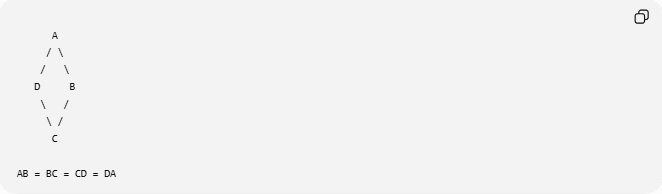 A
/ \
/ \
D B
\ /
\ /
C
AB = BC = CD = DA